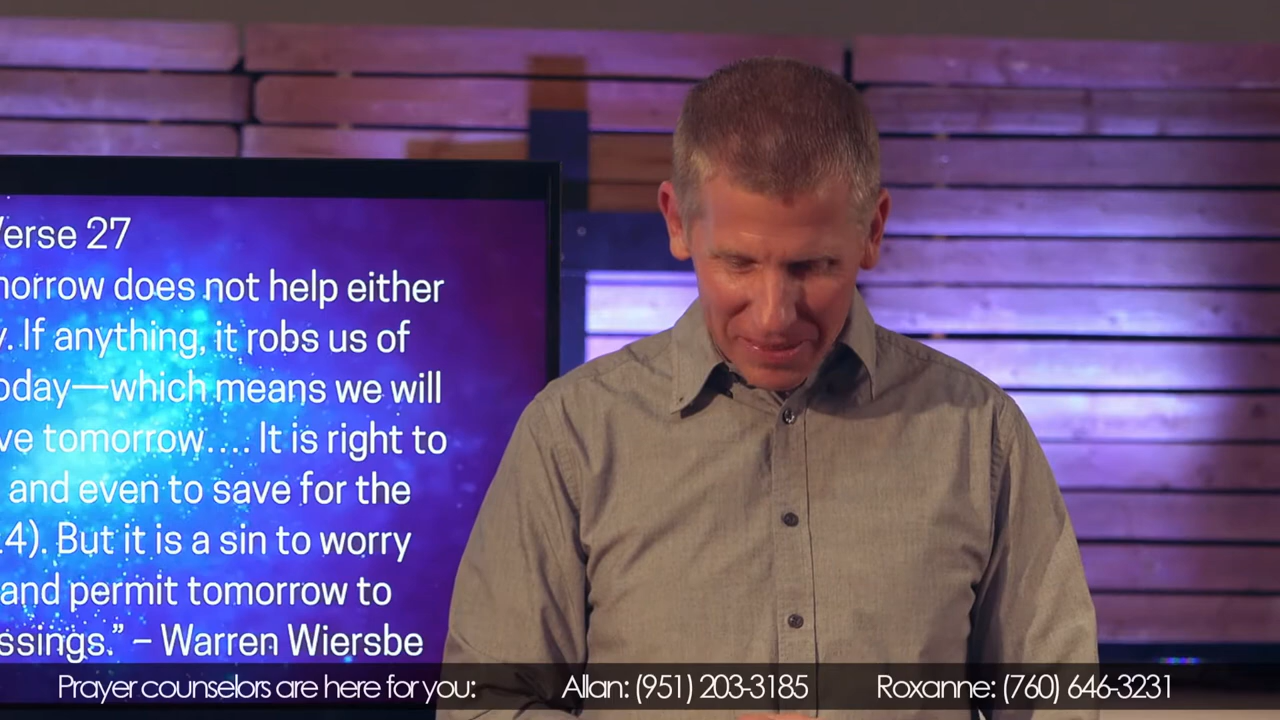 Verse 27
morrow does not help either
y. If anything, it robs us of
oday—which means we will
ve tomorrow.... It is right to
and even to save for the
.4). But it is a sin to worry
and permit tomorrow to
ssings.” – Warren Wiersbe
Prayer counselors are here for you: Allan: (951) 203-3185 Roxanne: (760) 646-3231